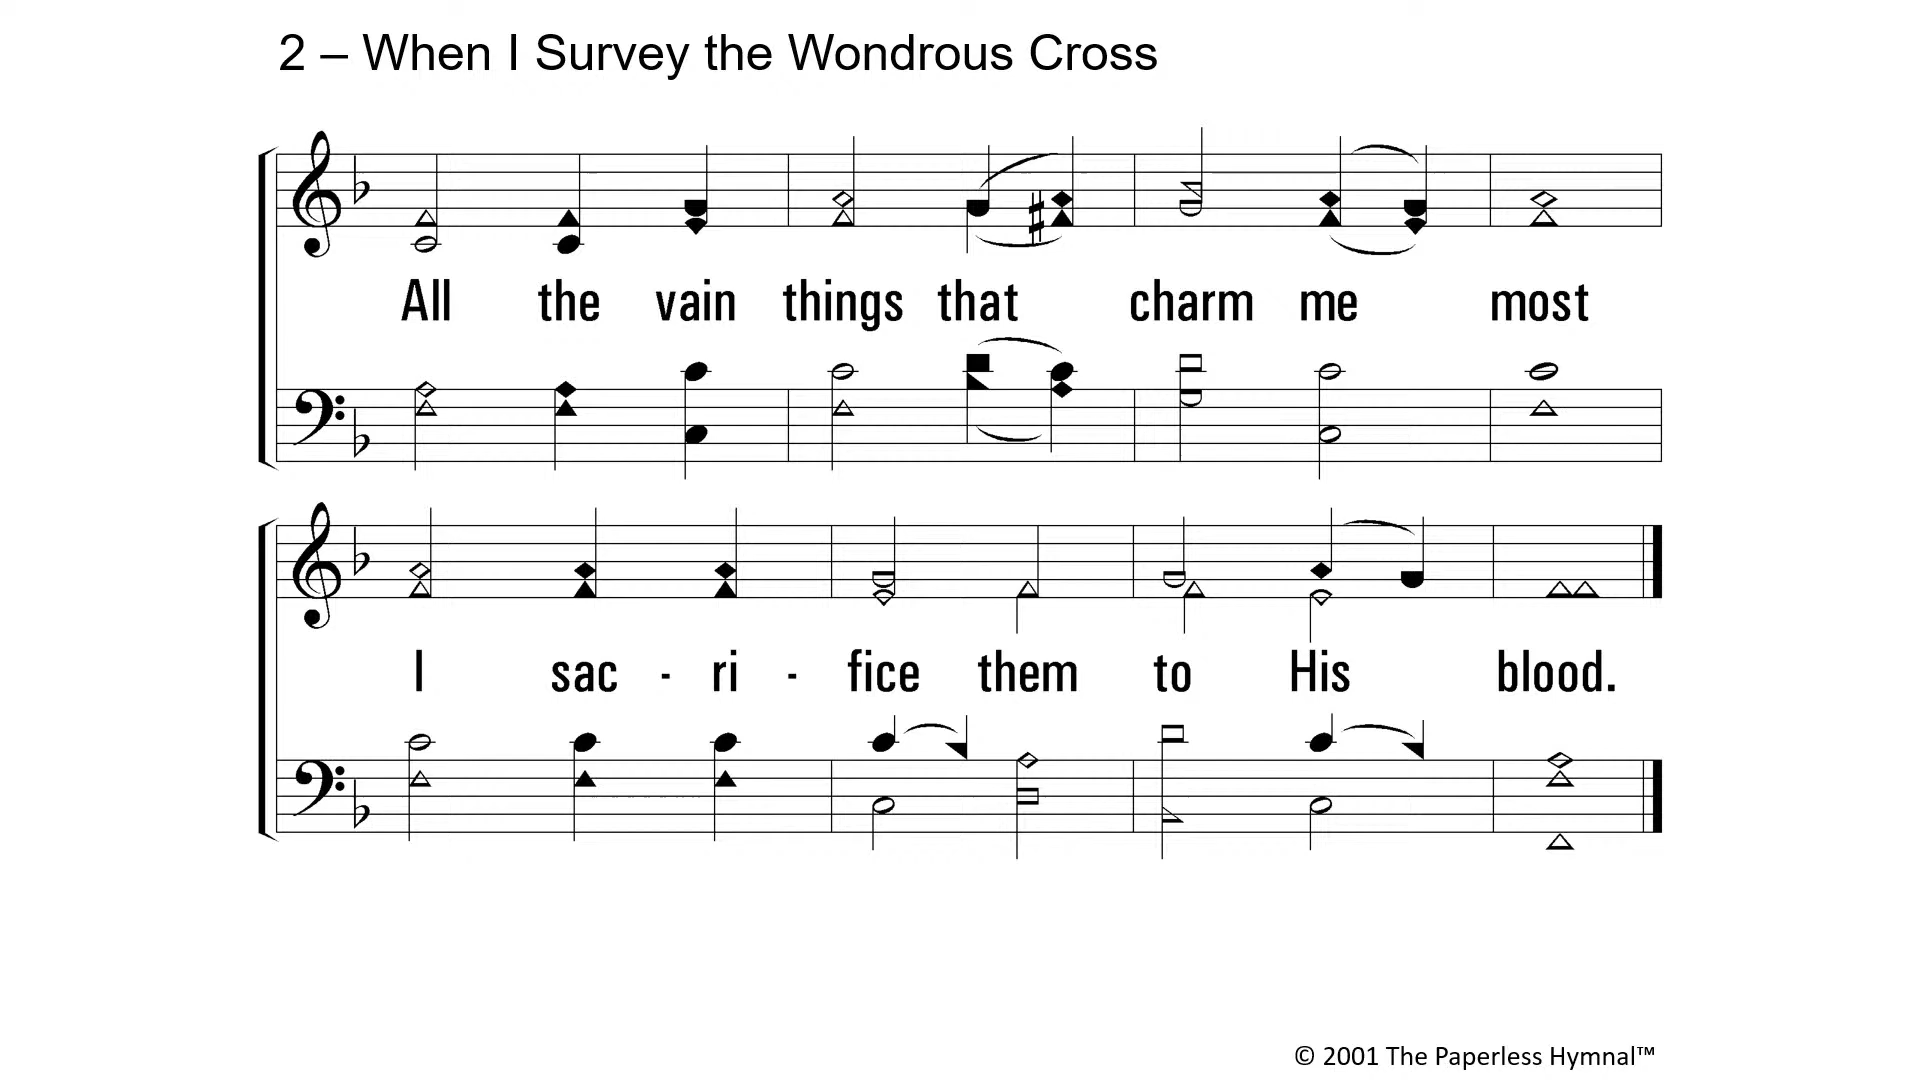 2 – When I Survey the Wondrous Cross
All the vain things that charm me most
I sac - ri - fice them to His blood.
© 2001 The Paperless Hymnal™